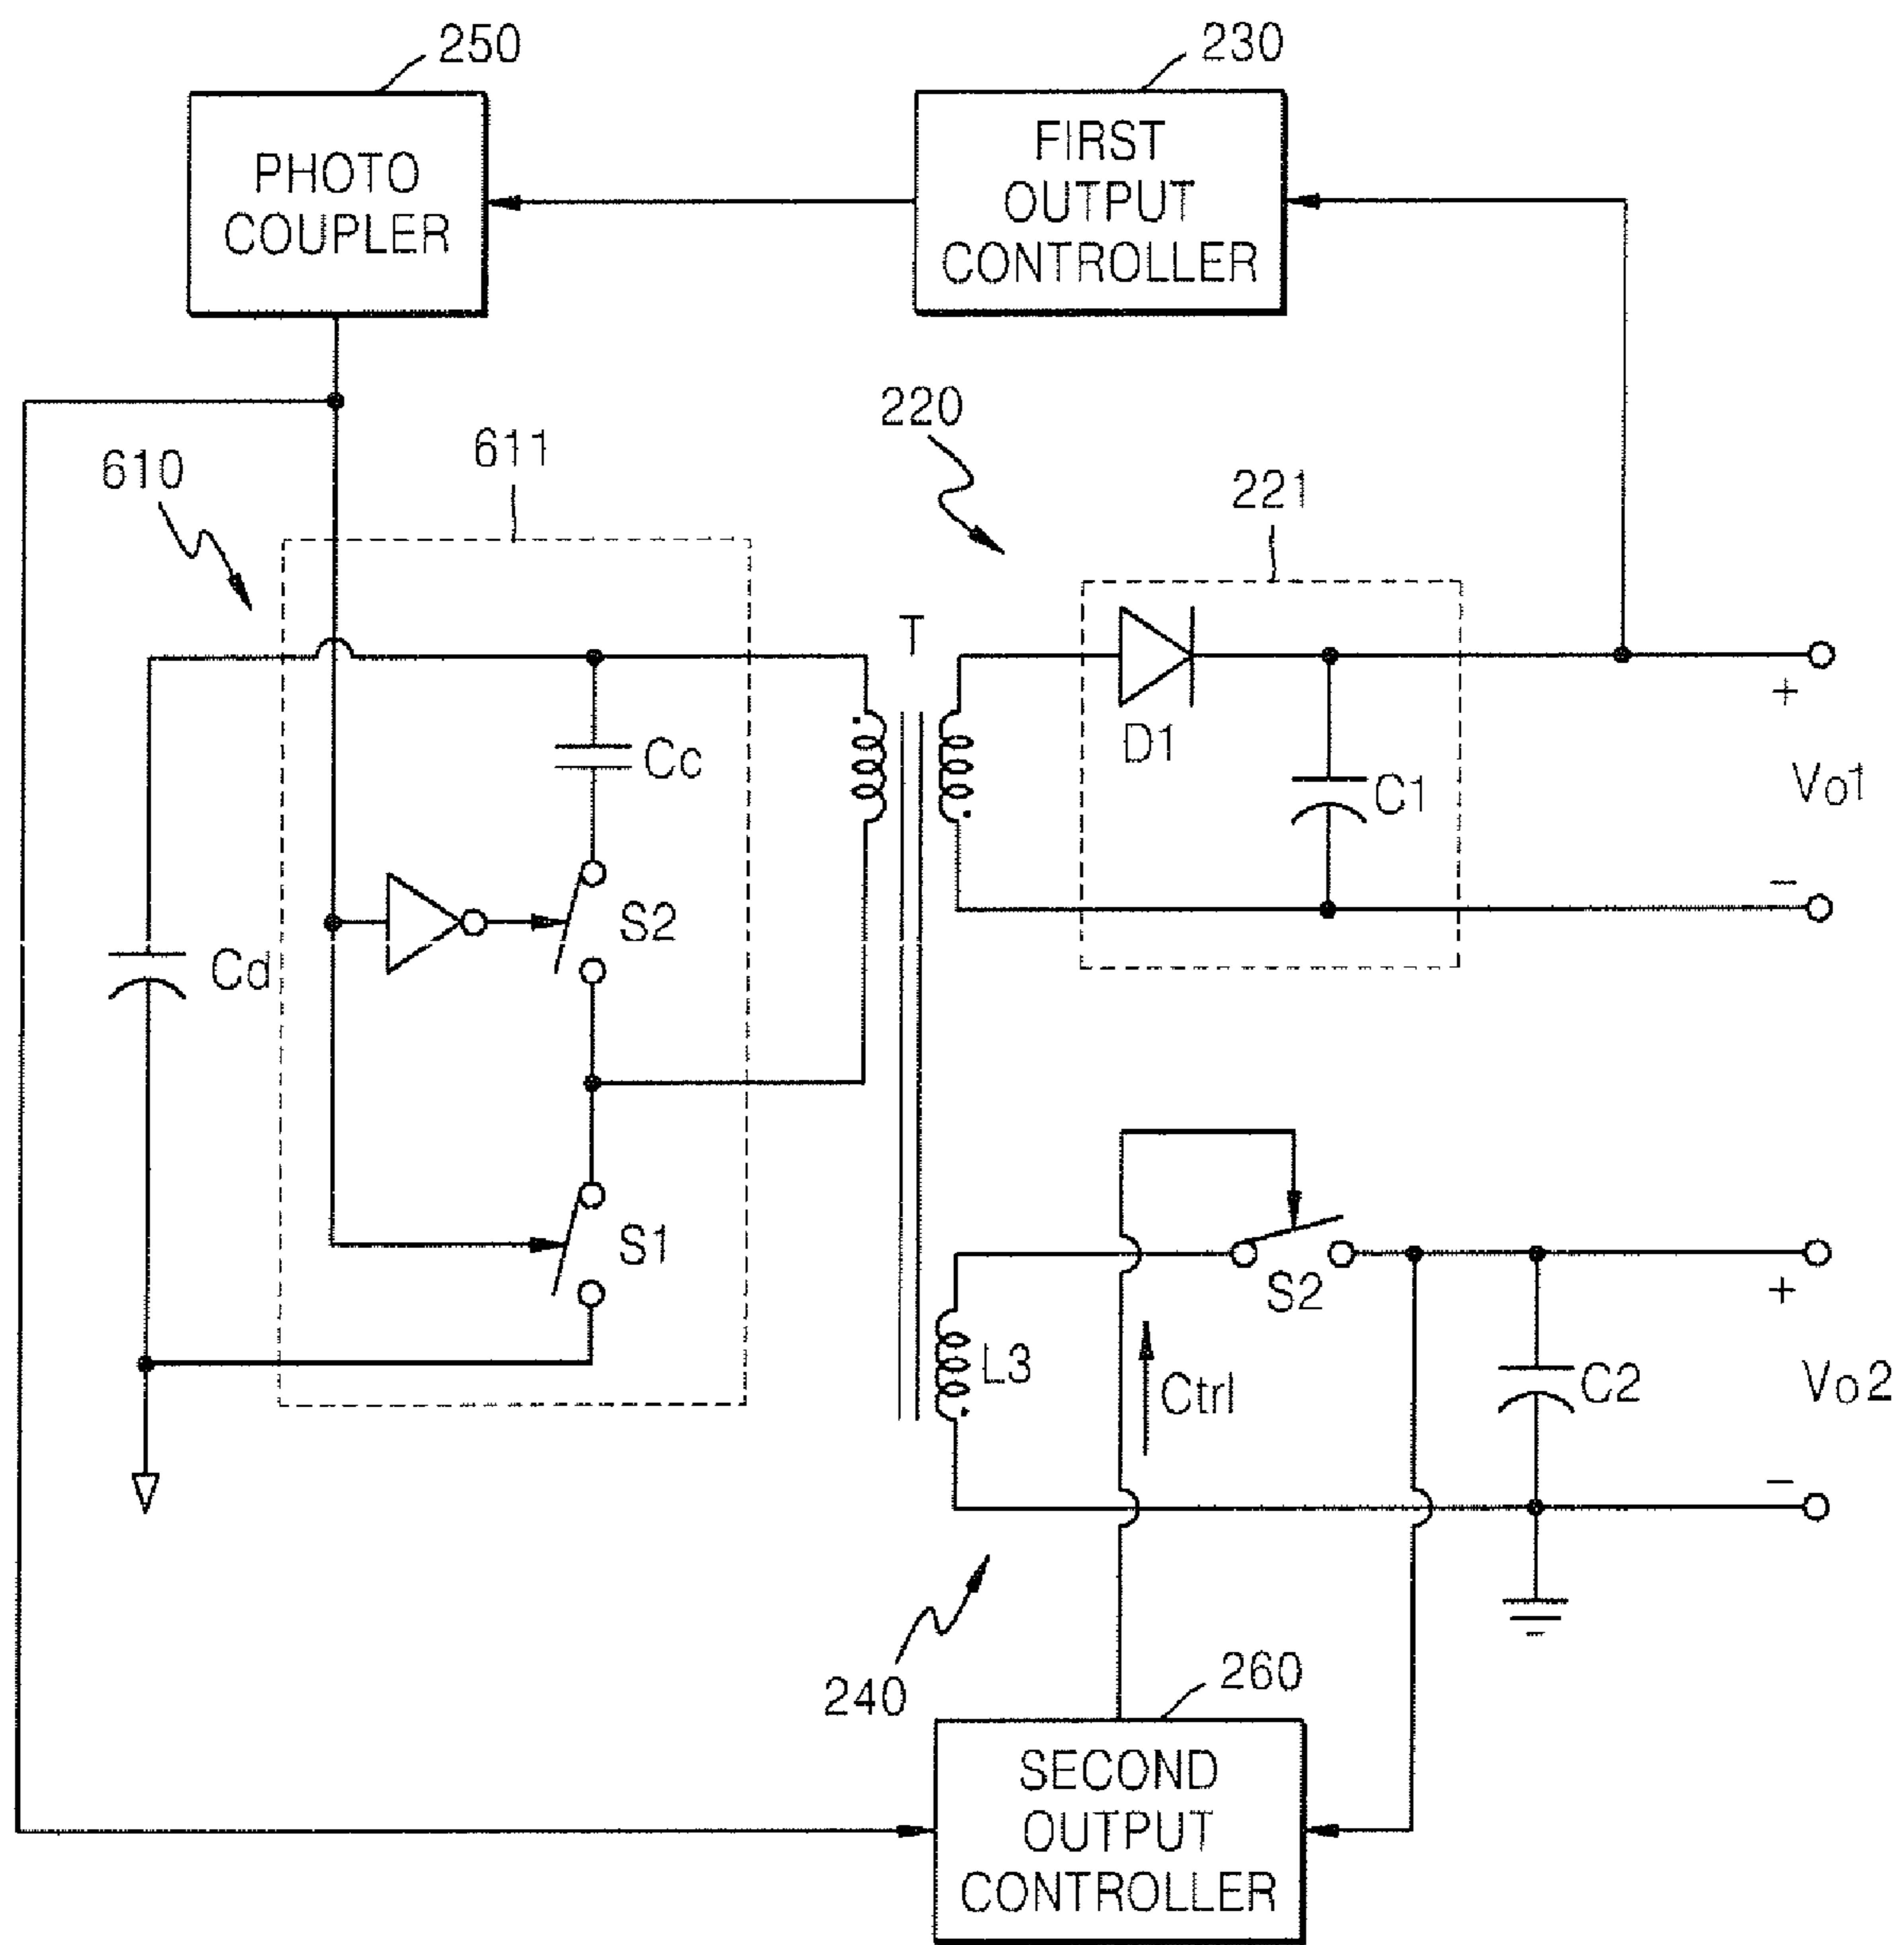 250
230
PHOTO
COUPLER
FIRST
OUTPUT
CONTROLLER
220
611
610
221
T
D1
Cc
C1
+
Vo1
−
S2
Cd
S1
S2
L3
Ctrl
C2
+
Vo2
−
240
260
SECOND
OUTPUT
CONTROLLER